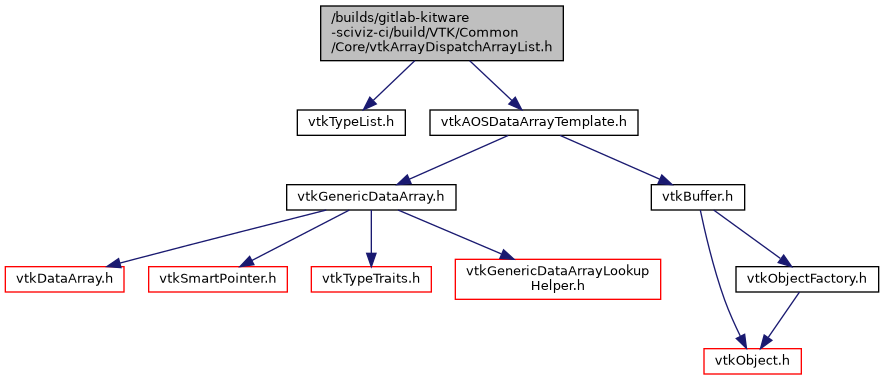 /builds/gitlab-kitware
-sciviz-ci/build/VTK/Common
/Core/vtkArrayDispatchArrayList.h
vtkTypeList.h
vtkAOSDataArrayTemplate.h
vtkGenericDataArray.h
vtkBuffer.h
vtkDataArray.h
vtkSmartPointer.h
vtkTypeTraits.h
vtkGenericDataArrayLookup
Helper.h
vtkObjectFactory.h
vtkObject.h